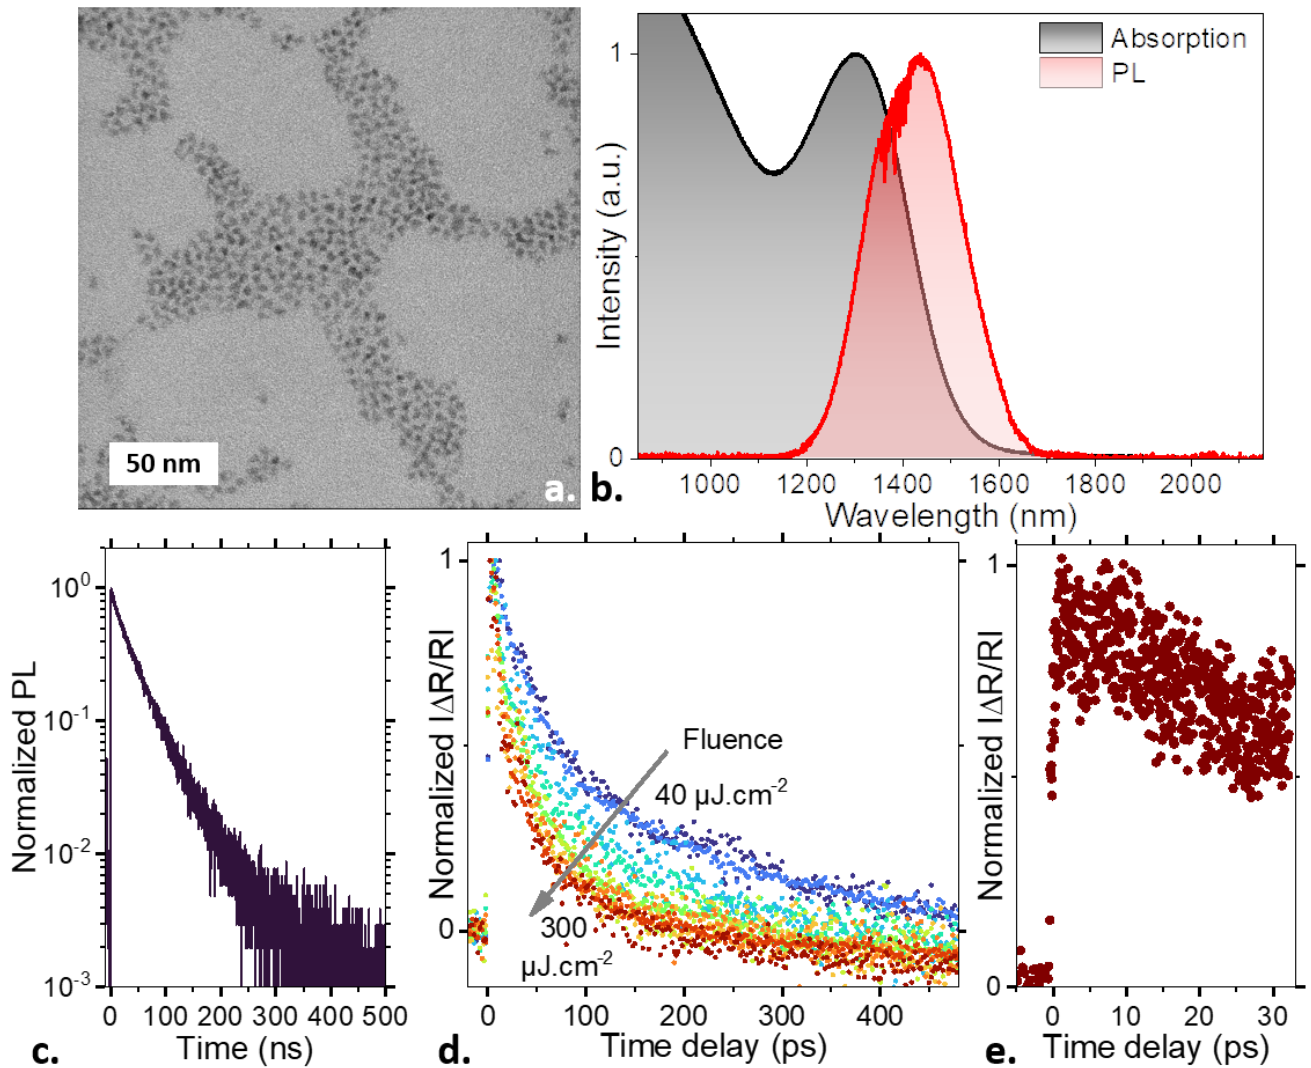 50 nm
a.
b.
Absorption
PL
1
0
Intensity (a.u.)
1000 1200 1400 1600 1800 2000
Wavelength (nm)
10⁰
10⁻¹
10⁻²
10⁻³
Normalized PL
0 100 200 300 400 500
Time (ns)
c.
1
0
Normalized |ΔR/R|
Fluence
40 µJ.cm⁻²
300
µJ.cm⁻²
0 100 200 300 400
Time delay (ps)
d.
1
0
Normalized |ΔR/R|
0 10 20 30
Time delay (ps)
e.